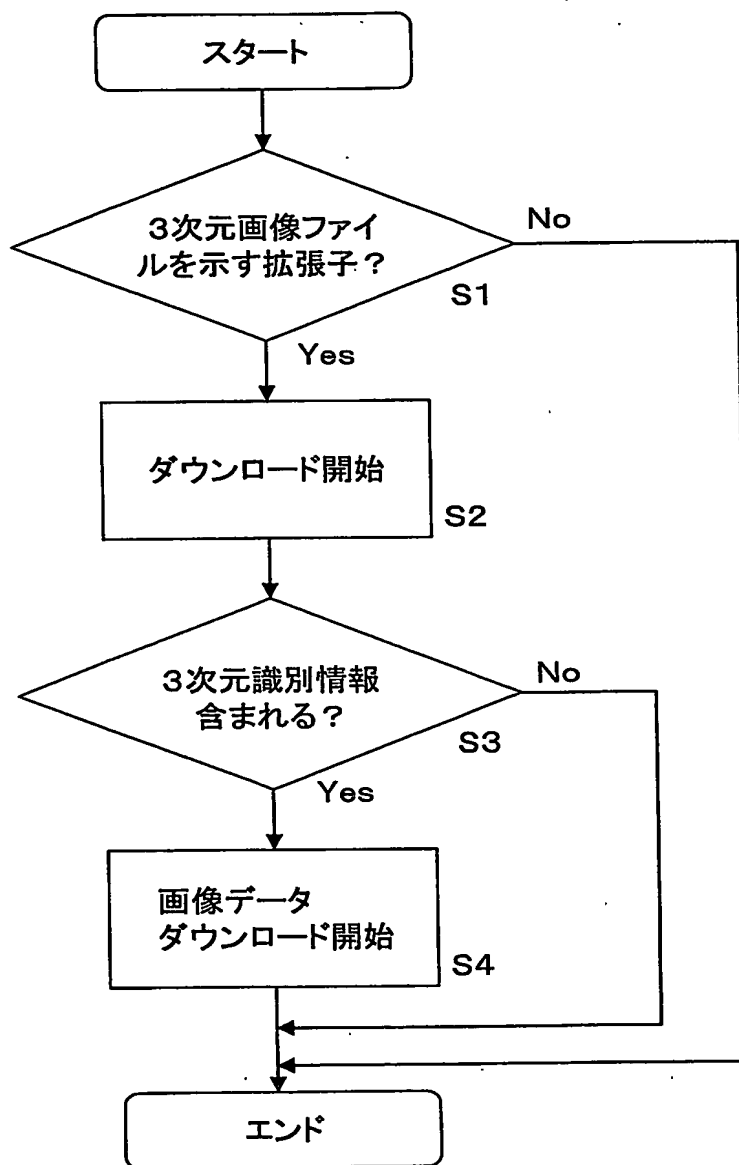 スタート
3次元画像ファイ
ルを示す拡張子?
No
S1
Yes
ダウンロード開始
S2
3次元識別情報
含まれる?
No
S3
Yes
画像データ
ダウンロード開始
S4
エンド